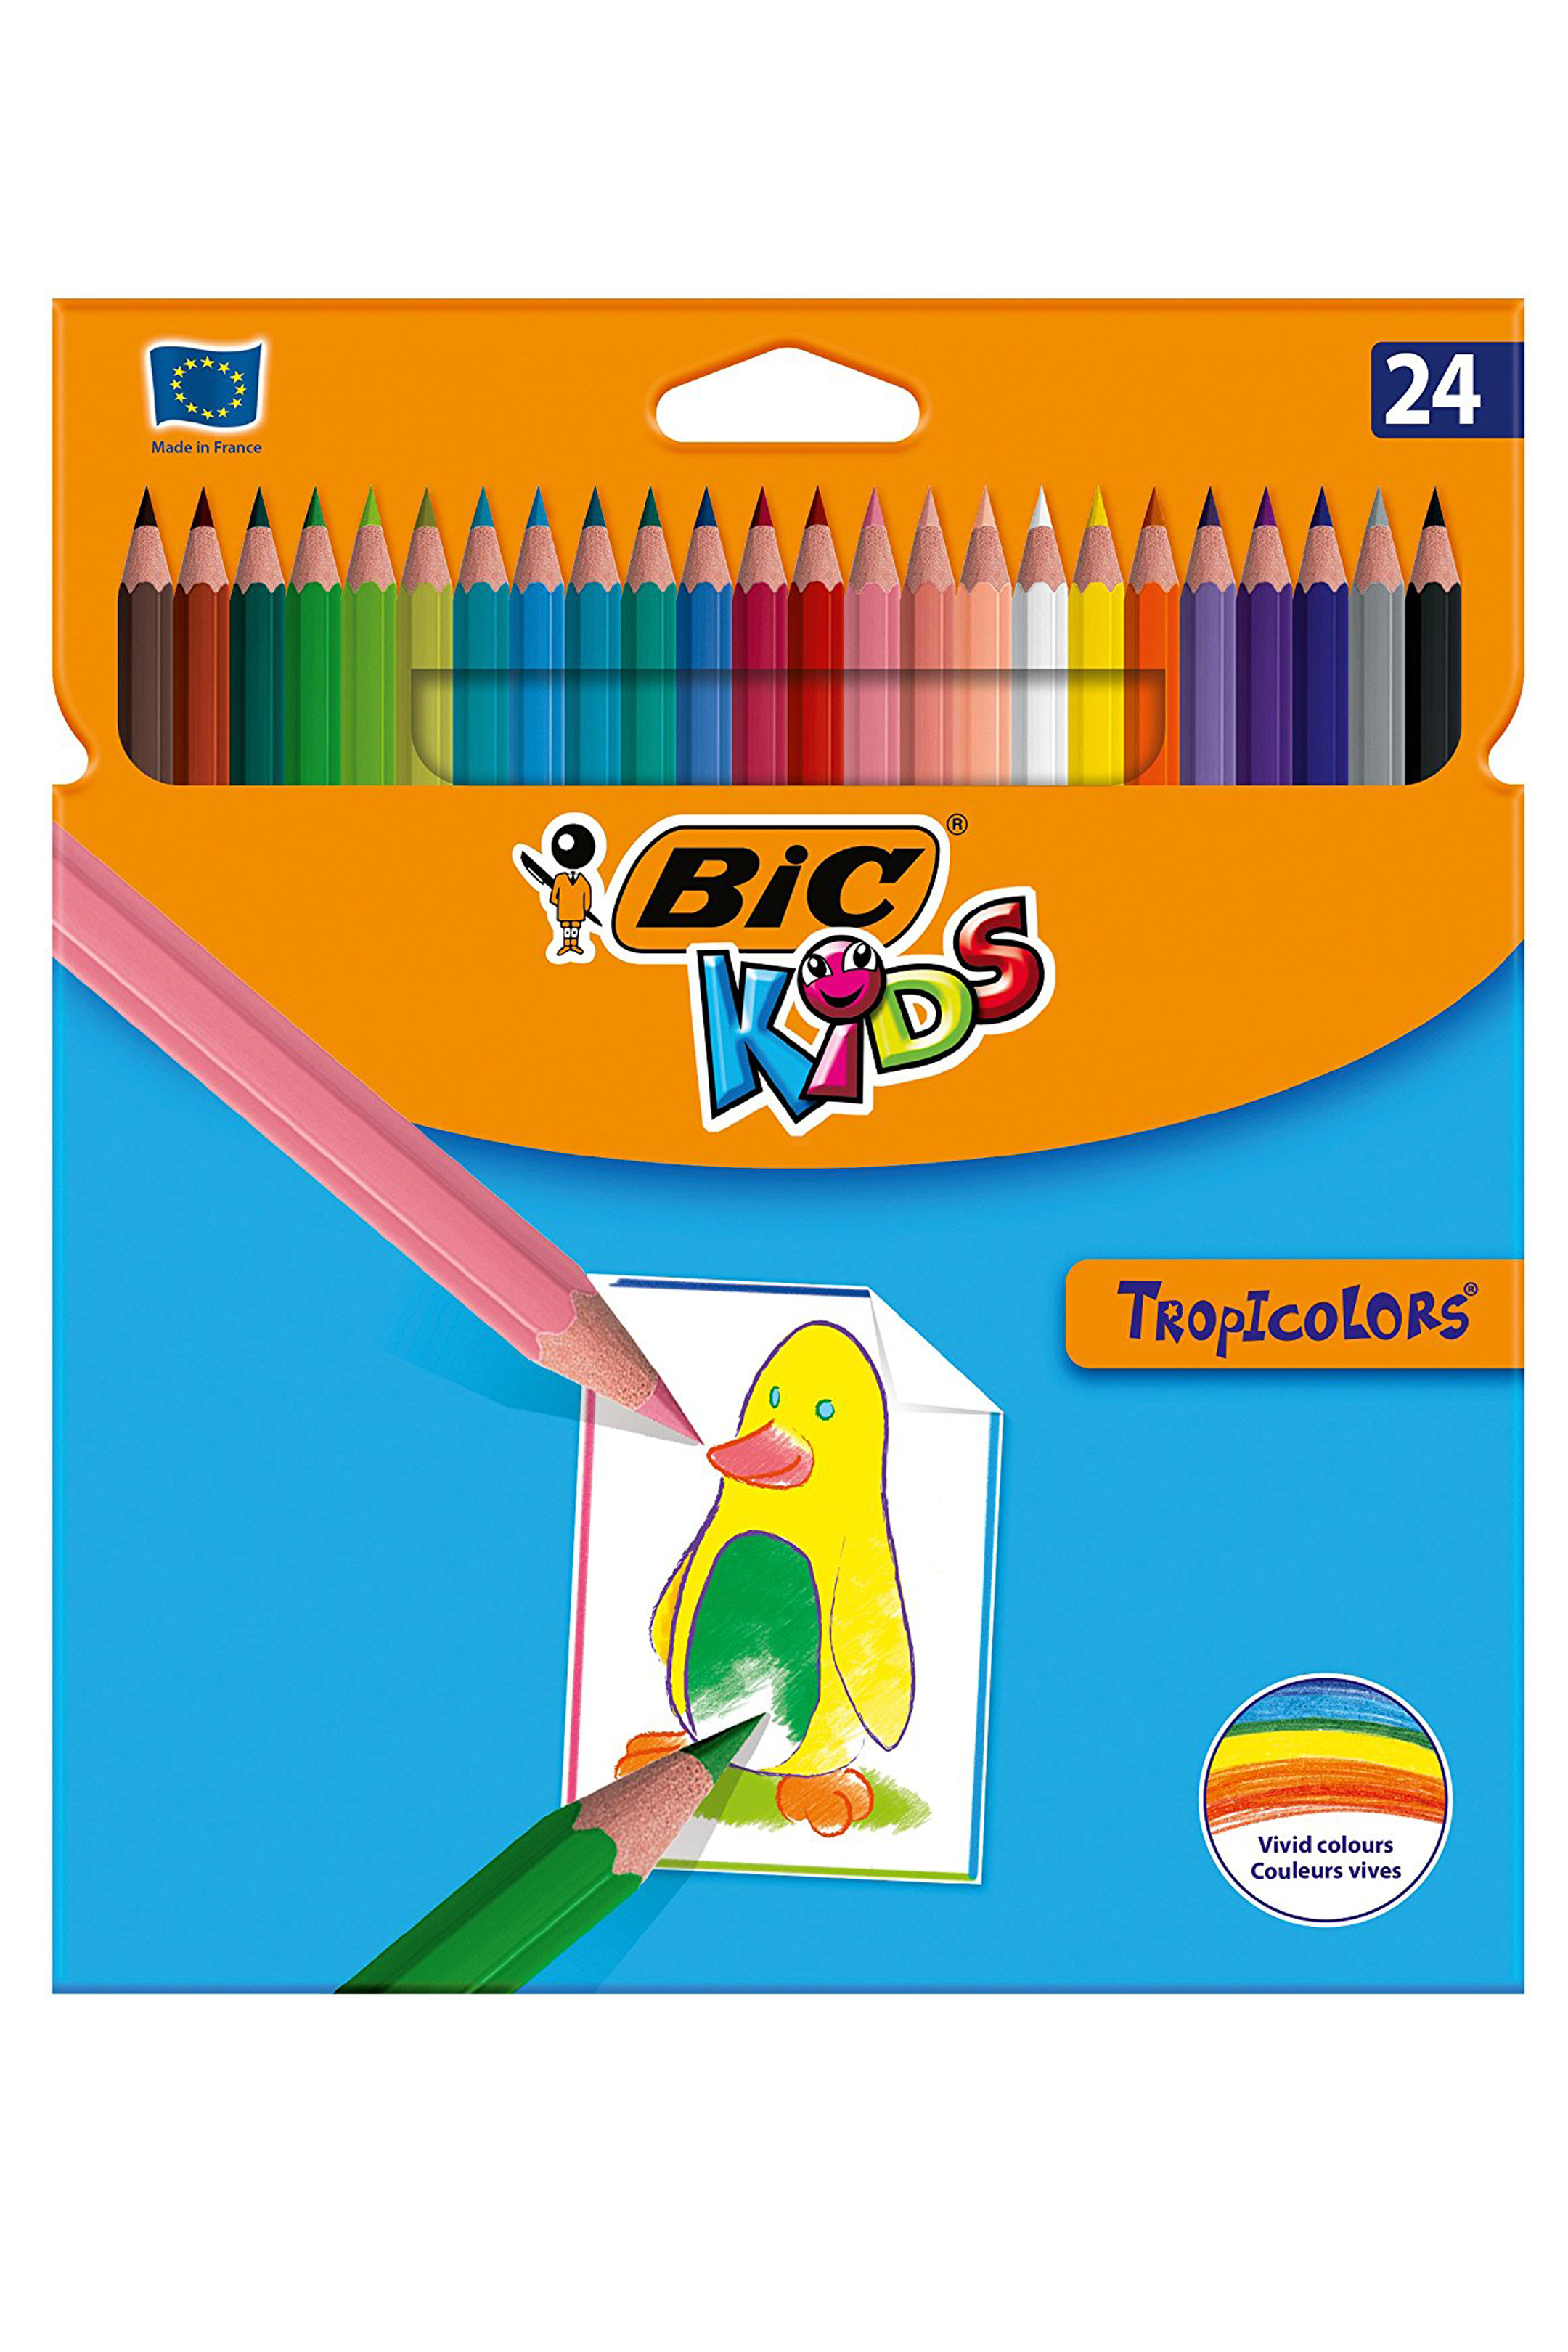 24
Made in France
BiC®
KiDS
TROPICOLORS®
Vivid colours
Couleurs vives